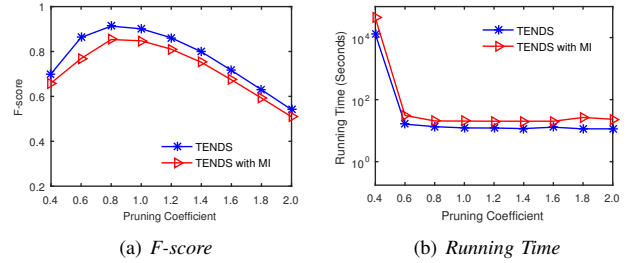 1
0.8
0.6
0.4
0.2
F-score
TENDS
TENDS with MI
0.4 0.6 0.8 1.0 1.2 1.4 1.6 1.8 2.0
Pruning Coefficient
(a) F-score
10^4
10^2
10^0
Running Time (Seconds)
TENDS
TENDS with MI
0.4 0.6 0.8 1.0 1.2 1.4 1.6 1.8 2.0
Pruning Coefficient
(b) Running Time